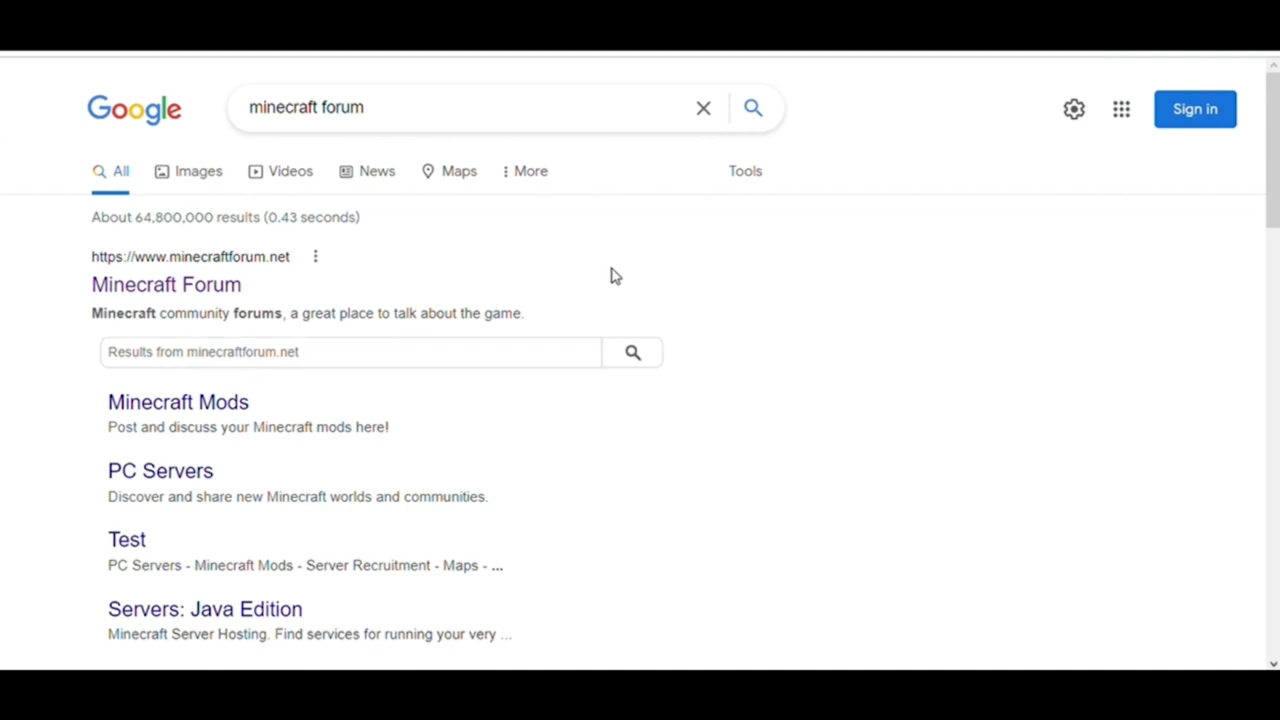 Google
minecraft forum
Sign in
All Images Videos News Maps More Tools
About 64,800,000 results (0.43 seconds)
https://www.minecraftforum.net
Minecraft Forum
Minecraft community forums, a great place to talk about the game.
Results from minecraftforum.net
Minecraft Mods
Post and discuss your Minecraft mods here!
PC Servers
Discover and share new Minecraft worlds and communities.
Test
PC Servers - Minecraft Mods - Server Recruitment - Maps - ...
Servers: Java Edition
Minecraft Server Hosting. Find services for running your very ...